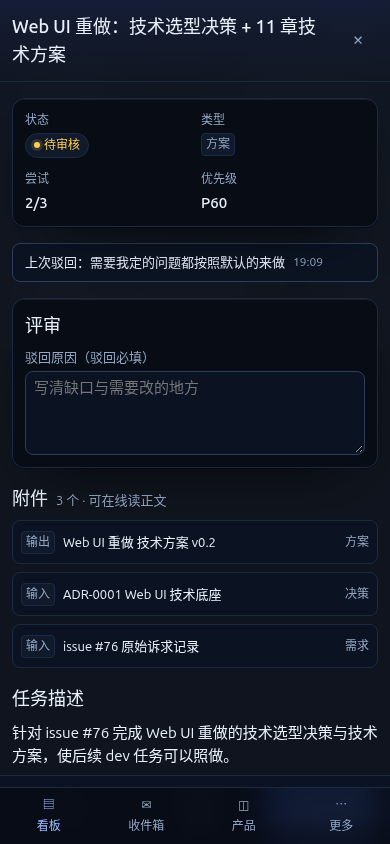 Web UI 重做：技术选型决策 + 11 章技
术方案
×
状态
类型
待审核
方案
尝试
优先级
2/3
P60
上次驳回：需要我定的问题都按照默认的来做 19:09
评审
驳回原因（驳回必填）
写清缺口与需要改的地方
附件 3 个 · 可在线读正文
输出 Web UI 重做 技术方案 v0.2 方案
输入 ADR-0001 Web UI 技术底座 决策
输入 issue #76 原始诉求记录 需求
任务描述
针对 issue #76 完成 Web UI 重做的技术选型决策与技术
方案，使后续 dev 任务可以照做。
看板 收件箱 产品 更多